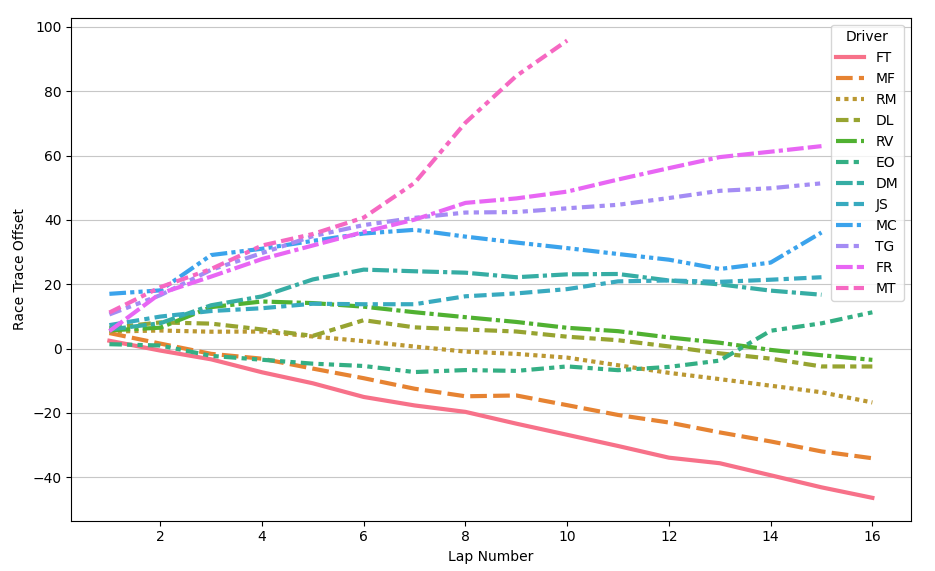 Driver
FT
MF
RM
DL
RV
EO
DM
JS
MC
TG
FR
MT
Race Trace Offset
100
80
60
40
20
0
−20
−40
2 4 6 8 10 12 14 16
Lap Number